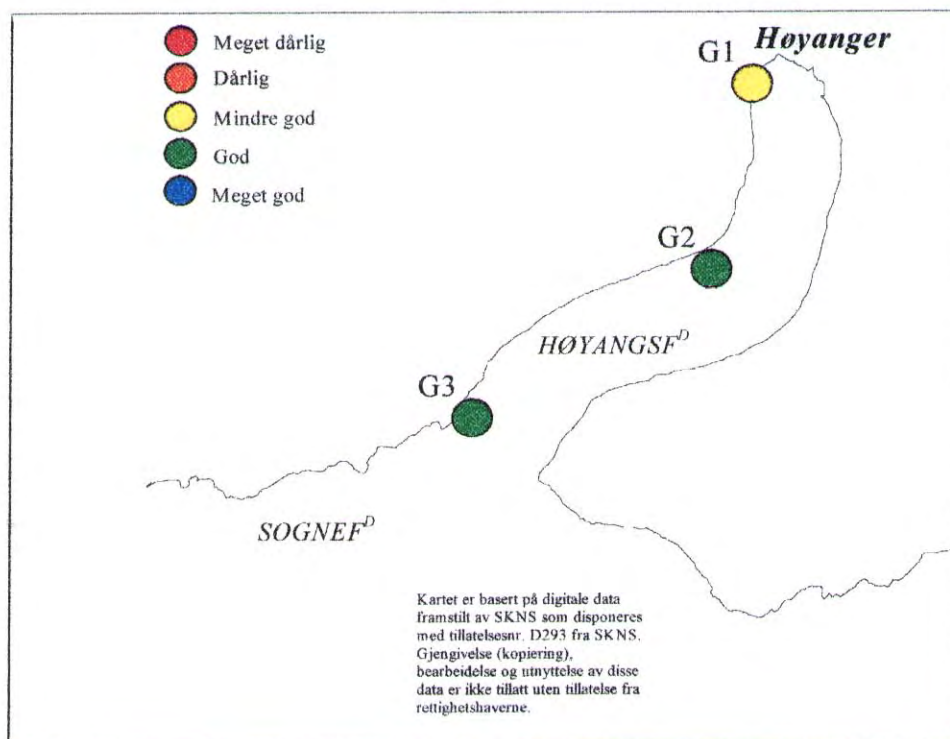 Meget dårlig
Dårlig
Mindre god
God
Meget god
Høyanger
G1
G2
HØYANGSFD
G3
SOGNEFD
Kartet er basert på digitale data
framstilt av SKNS som disponeres
med tillatelsesnr. D293 fra SKNS.
Gjengivelse (kopiering),
bearbeidelse og utnyttelse av disse
data er ikke tillatt uten tillatelse fra
rettighetshaverne.